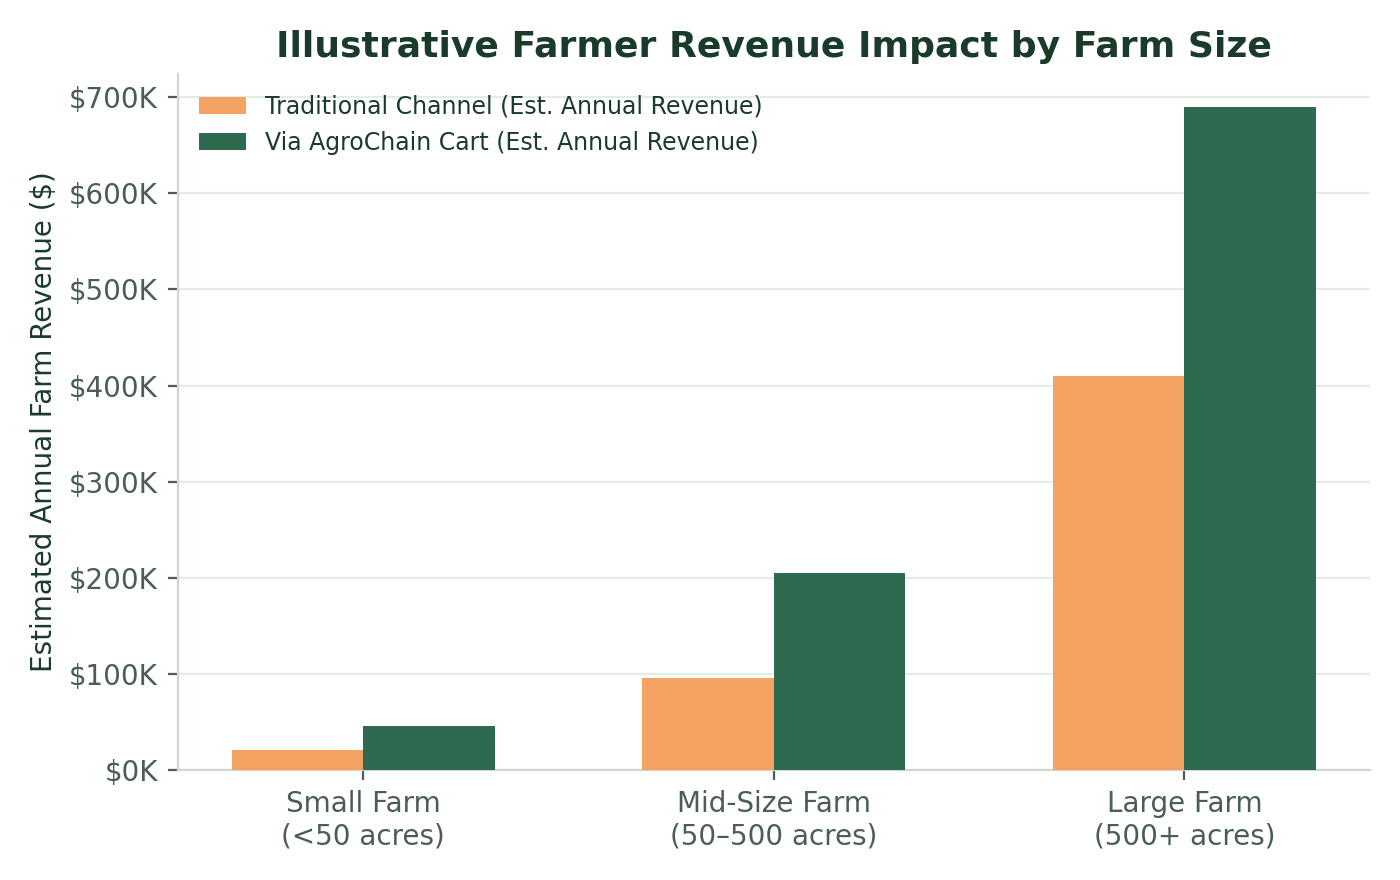 Illustrative Farmer Revenue Impact by Farm Size
Traditional Channel (Est. Annual Revenue)
Via AgroChain Cart (Est. Annual Revenue)
Estimated Annual Farm Revenue ($)
$700K
$600K
$500K
$400K
$300K
$200K
$100K
$0K
Small Farm
(<50 acres)
Mid-Size Farm
(50–500 acres)
Large Farm
(500+ acres)